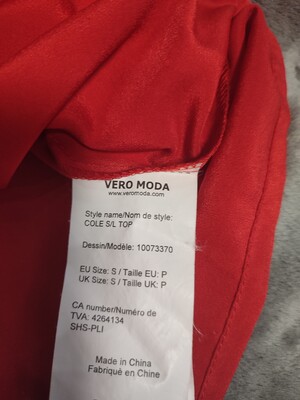 VERO MODA
www.veromoda.com
Style name/Nom de style:
COLE S/L TOP
Dessin/Modèle: 10073370
EU Size: S / Taille EU: P
UK Size: S / Taille UK: P
CA number/Numéro de
TVA: 4264134
SHS-PLI
Made in China
Fabriqué en Chine